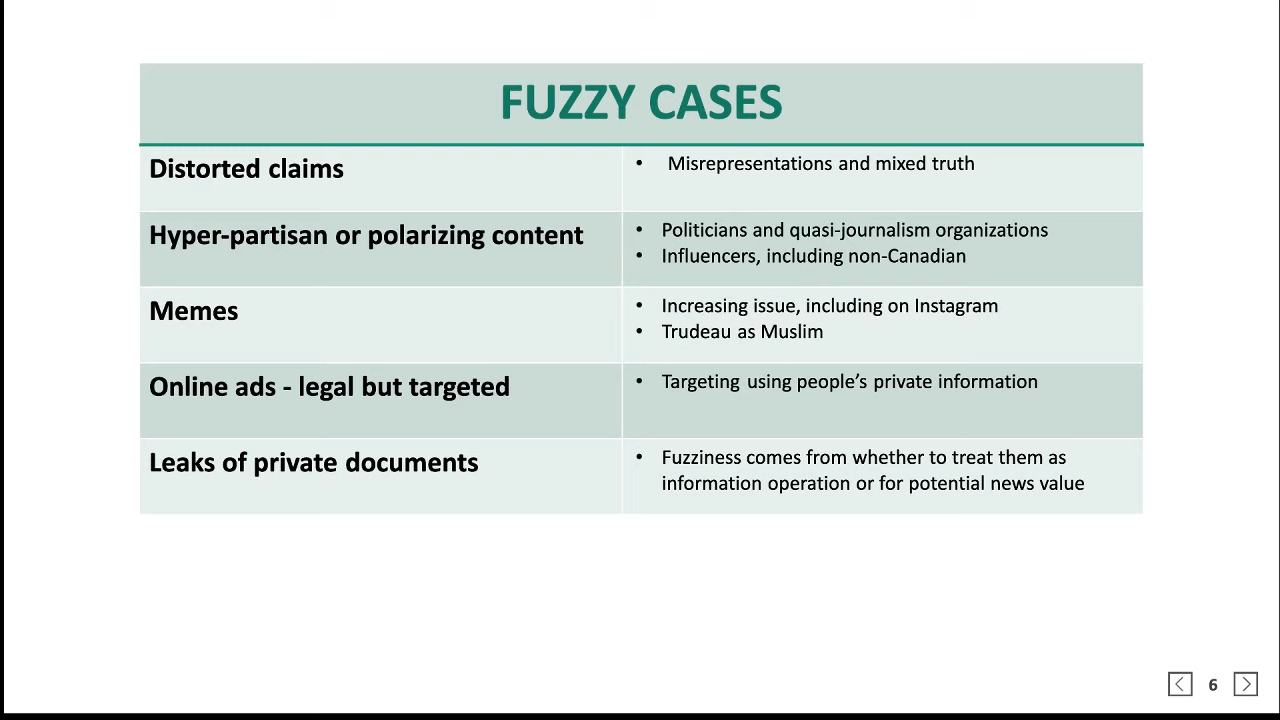 FUZZY CASES
Distorted claims
• Misrepresentations and mixed truth
Hyper-partisan or polarizing content
• Politicians and quasi-journalism organizations
• Influencers, including non-Canadian
Memes
• Increasing issue, including on Instagram
• Trudeau as Muslim
Online ads - legal but targeted
• Targeting using people’s private information
Leaks of private documents
• Fuzziness comes from whether to treat them as
information operation or for potential news value
6